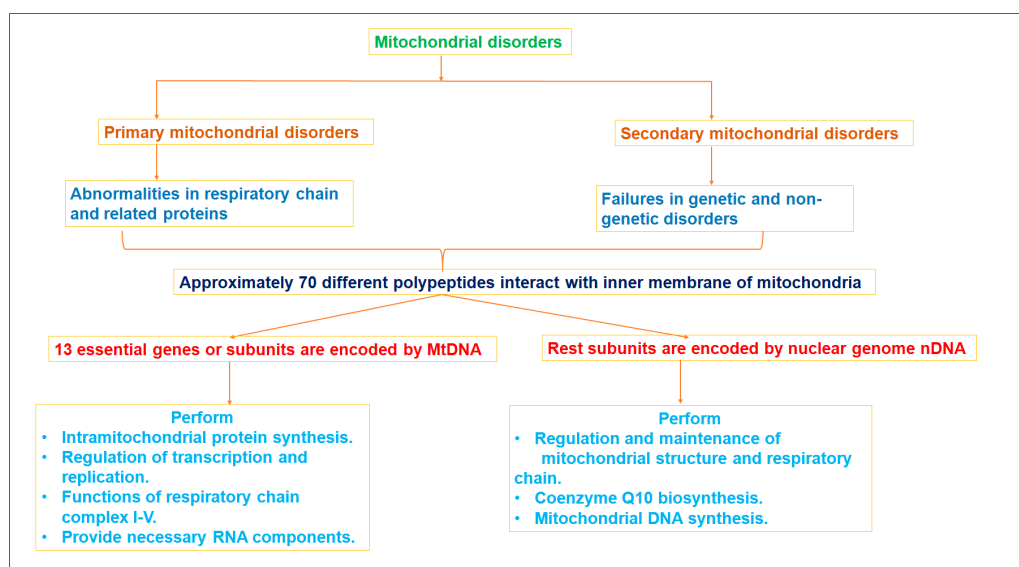 Mitochondrial disorders
Primary mitochondrial disorders
Secondary mitochondrial disorders
Abnormalities in respiratory chain
and related proteins
Failures in genetic and non-
genetic disorders
Approximately 70 different polypeptides interact with inner membrane of mitochondria
13 essential genes or subunits are encoded by MtDNA
Rest subunits are encoded by nuclear genome nDNA
Perform
• Intramitochondrial protein synthesis.
• Regulation of transcription and
replication.
• Functions of respiratory chain
complex I-V.
• Provide necessary RNA components.
Perform
• Regulation and maintenance of
mitochondrial structure and respiratory
chain.
• Coenzyme Q10 biosynthesis.
• Mitochondrial DNA synthesis.